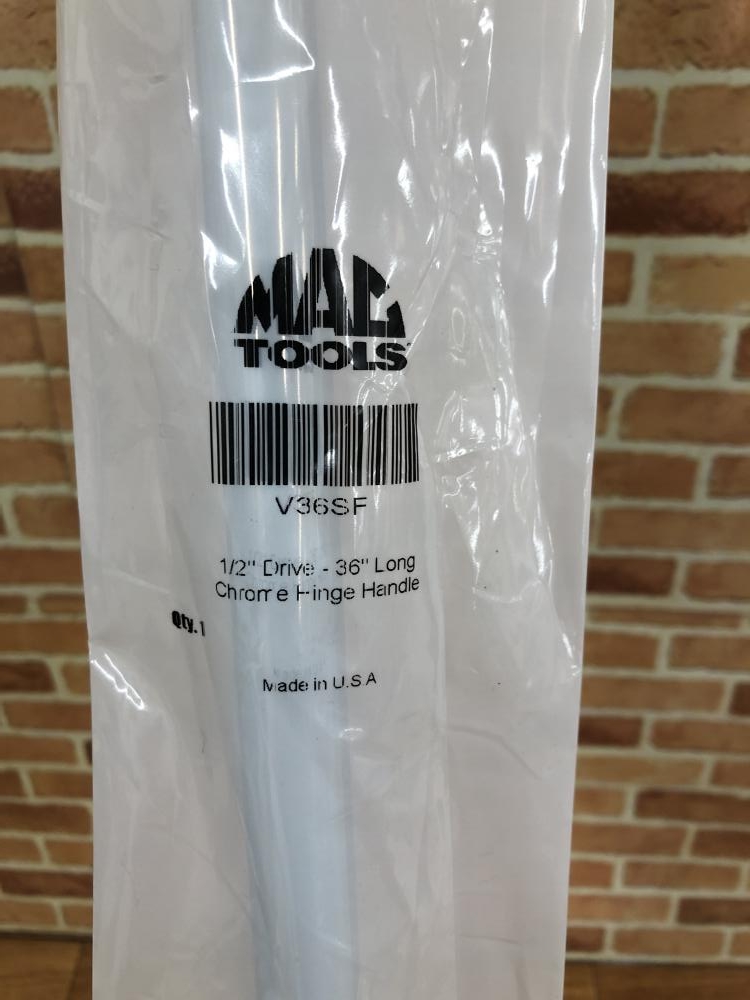 MAC
TOOLS
V36SF
1/2" Drive - 36" Long
Chrome Hinge Handle
Qty. 1
Made in U.S.A